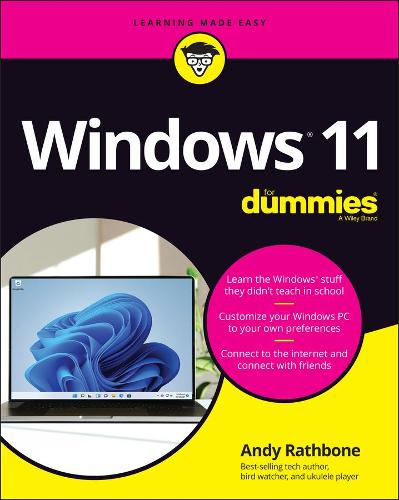 LEARNING MADE EASY
Windows® 11
for
dummies®
A Wiley Brand
Learn the Windows® stuff
they didn't teach in school
Customize your Windows PC
to your own preferences
Connect to the internet and
connect with friends
Andy Rathbone
Best-selling tech author,
bird watcher, and ukulele player